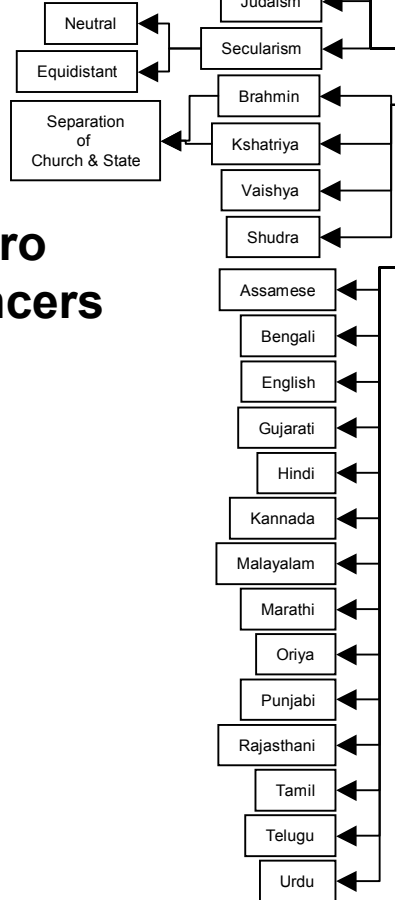 Judaism
Neutral
Secularism
Equidistant
Brahmin
Separation
of
Church & State
Kshatriya
Vaishya
Shudra
ro
ncers
Assamese
Bengali
English
Gujarati
Hindi
Kannada
Malayalam
Marathi
Oriya
Punjabi
Rajasthani
Tamil
Telugu
Urdu